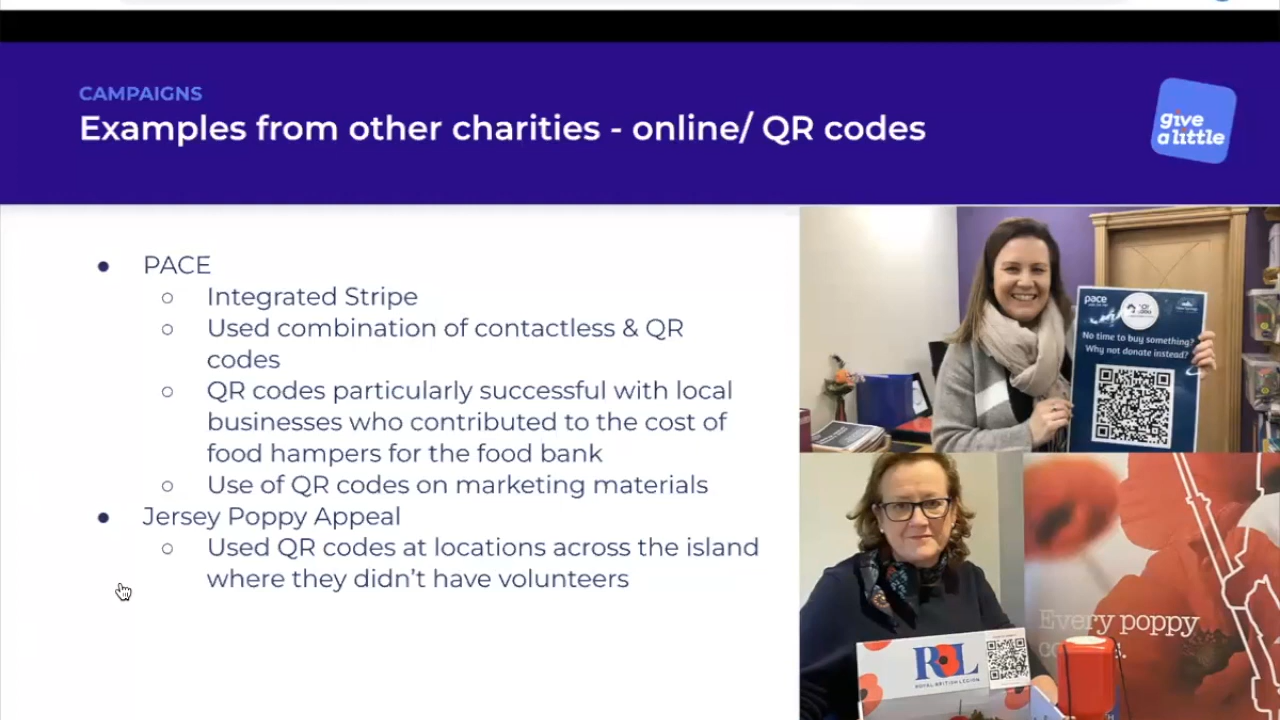 CAMPAIGNS
Examples from other charities - online/ QR codes
give
a little
● PACE
○ Integrated Stripe
○ Used combination of contactless & QR
codes
○ QR codes particularly successful with local
businesses who contributed to the cost of
food hampers for the food bank
○ Use of QR codes on marketing materials
● Jersey Poppy Appeal
○ Used QR codes at locations across the island
where they didn't have volunteers
pace
No time to buy something?
Why not donate instead?
RBL
ROYAL BRITISH LEGION
Every poppy